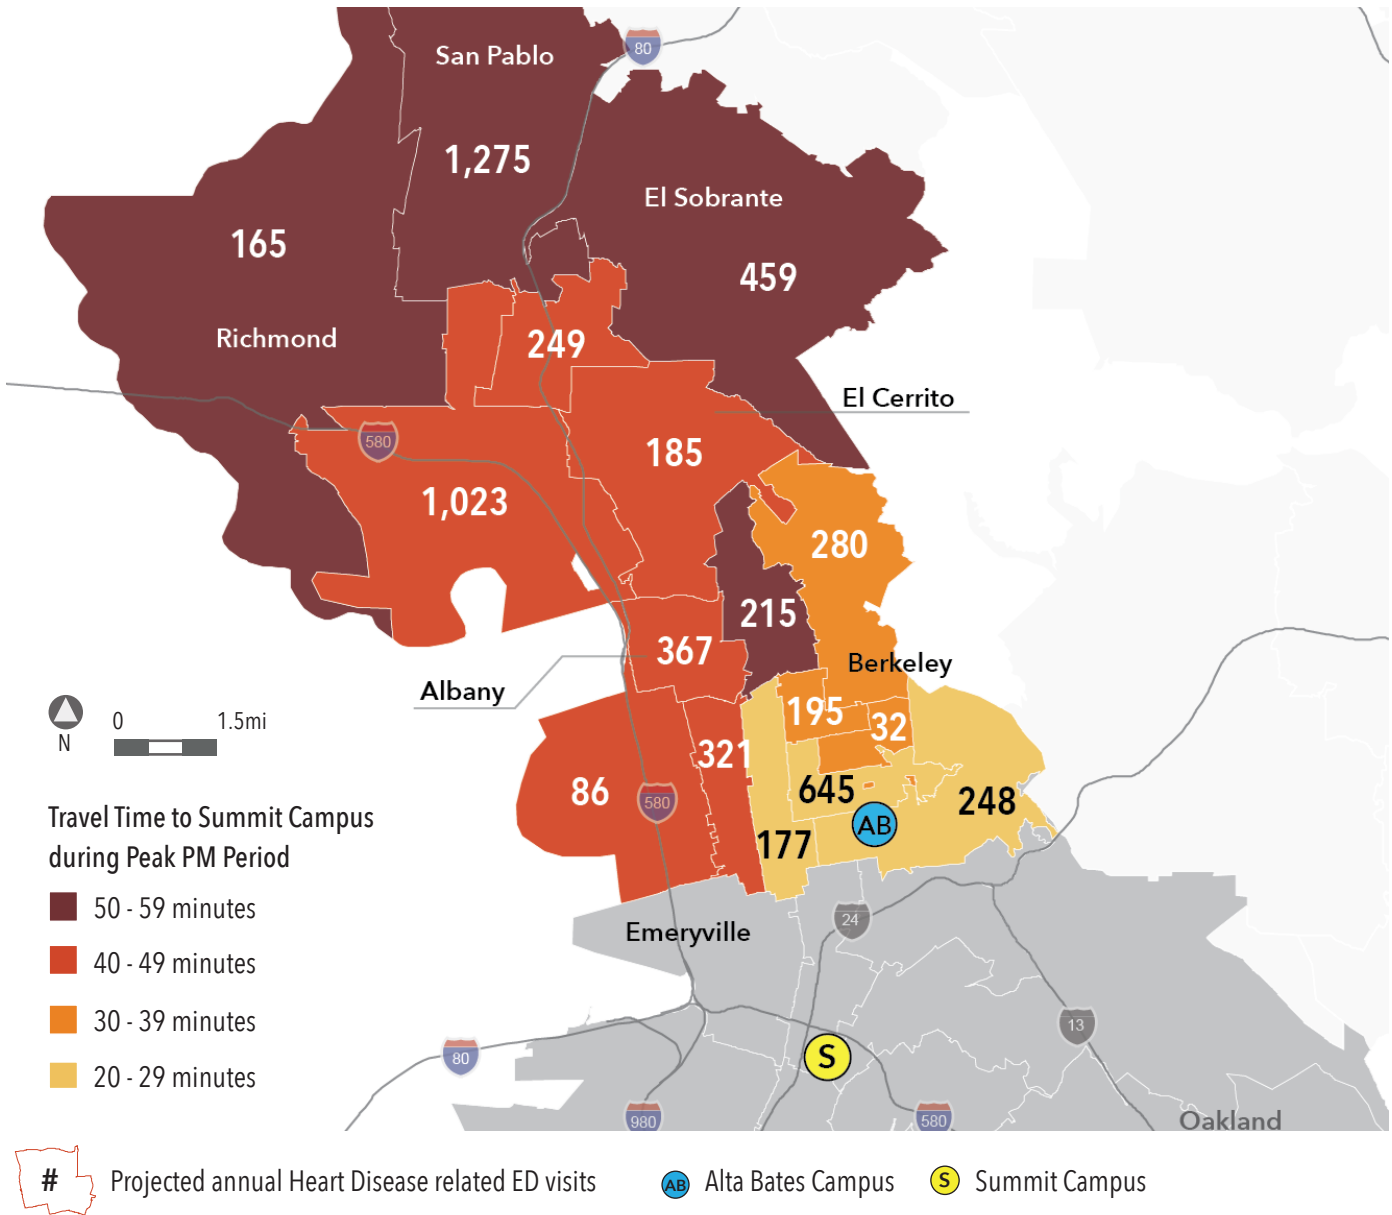 San Pablo
80
1,275
El Sobrante
165
459
Richmond
249
El Cerrito
580
185
1,023
280
215
367
Berkeley
Albany
195
32
0
1.5mi
N
321
86
580
645
248
AB
177
Travel Time to Summit Campus
during Peak PM Period
50 - 59 minutes
40 - 49 minutes
30 - 39 minutes
20 - 29 minutes
24
Emeryville
13
80
S
980
580
Oakland
# Projected annual Heart Disease related ED visits
AB Alta Bates Campus
S Summit Campus